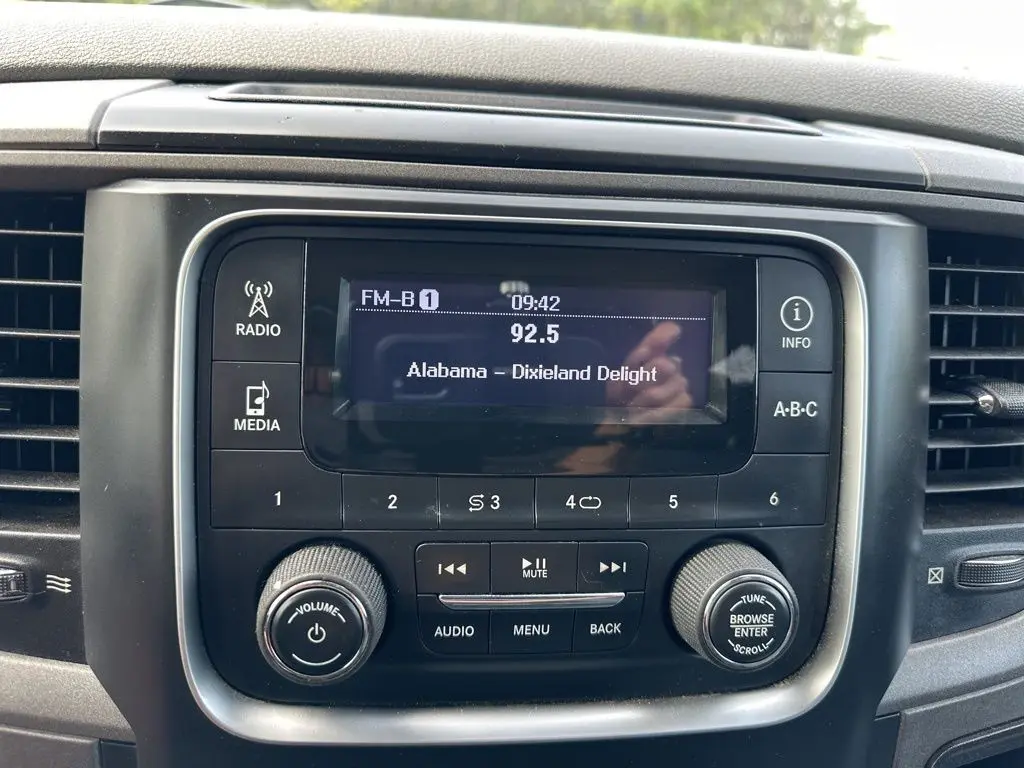 FM-B 1 09:42
92.5
Alabama - Dixieland Delight
RADIO
MEDIA
i
INFO
A•B•C
1 2 3 4 5 6
MUTE
AUDIO MENU BACK
VOLUME
TUNE
BROWSE
ENTER
SCROLL